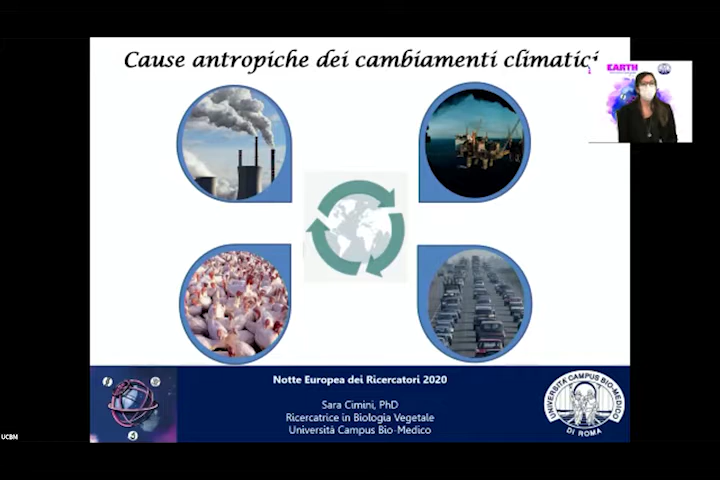 Cause antropiche dei cambiamenti climatici
EARTH
Notte Europea dei Ricercatori 2020
Sara Cimini, PhD
Ricercatrice in Biologia Vegetale
Università Campus Bio-Medico
UNIVERSITÀ CAMPUS BIO-MEDICO
DI ROMA
UCBM